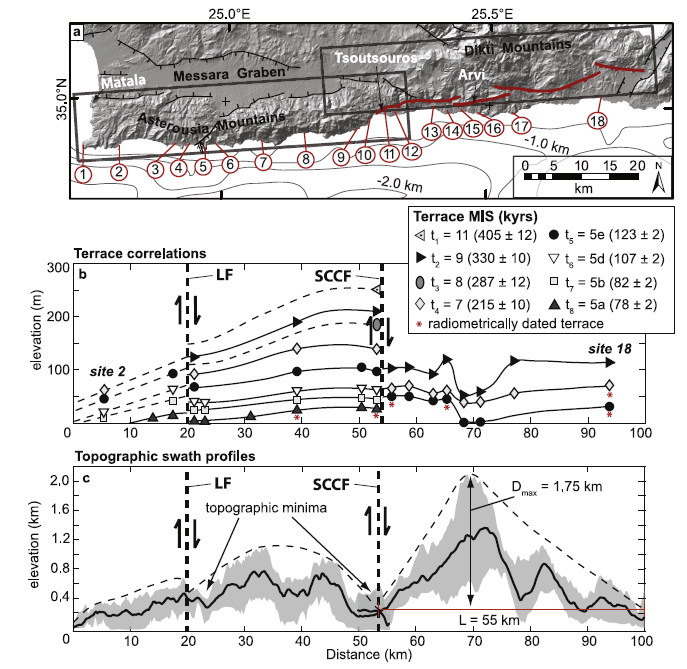 25.0°E
25.5°E
a
Dikti Mountains
Tsoutsouros
Matala
Messara Graben
Arvi
35.0°N
Asterousia Mountains
18
17
13 14 15 16
1 2 3 4 5 6 7 8 9 10 11 12
-1.0 km
-2.0 km
0 5 10 15 20
km
N
Terrace MIS (kyrs)
t1 = 11 (405 ± 12)
t2 = 9 (330 ± 10)
t3 = 8 (287 ± 12)
t4 = 7 (215 ± 10)
t5 = 5e (123 ± 2)
t6 = 5d (107 ± 2)
t7 = 5b (82 ± 2)
t8 = 5a (78 ± 2)
* radiometrically dated terrace
Terrace correlations
b
LF
SCCF
site 2
site 18
elevation (m)
300
200
100
0
0 10 20 30 40 50 60 70 80 90 100
Topographic swath profiles
c
LF
SCCF
topographic minima
Dmax = 1,75 km
L = 55 km
elevation (km)
2.0
1.6
1.2
0.8
0.4
0
0 10 20 30 40 50 60 70 80 90 100
Distance (km)